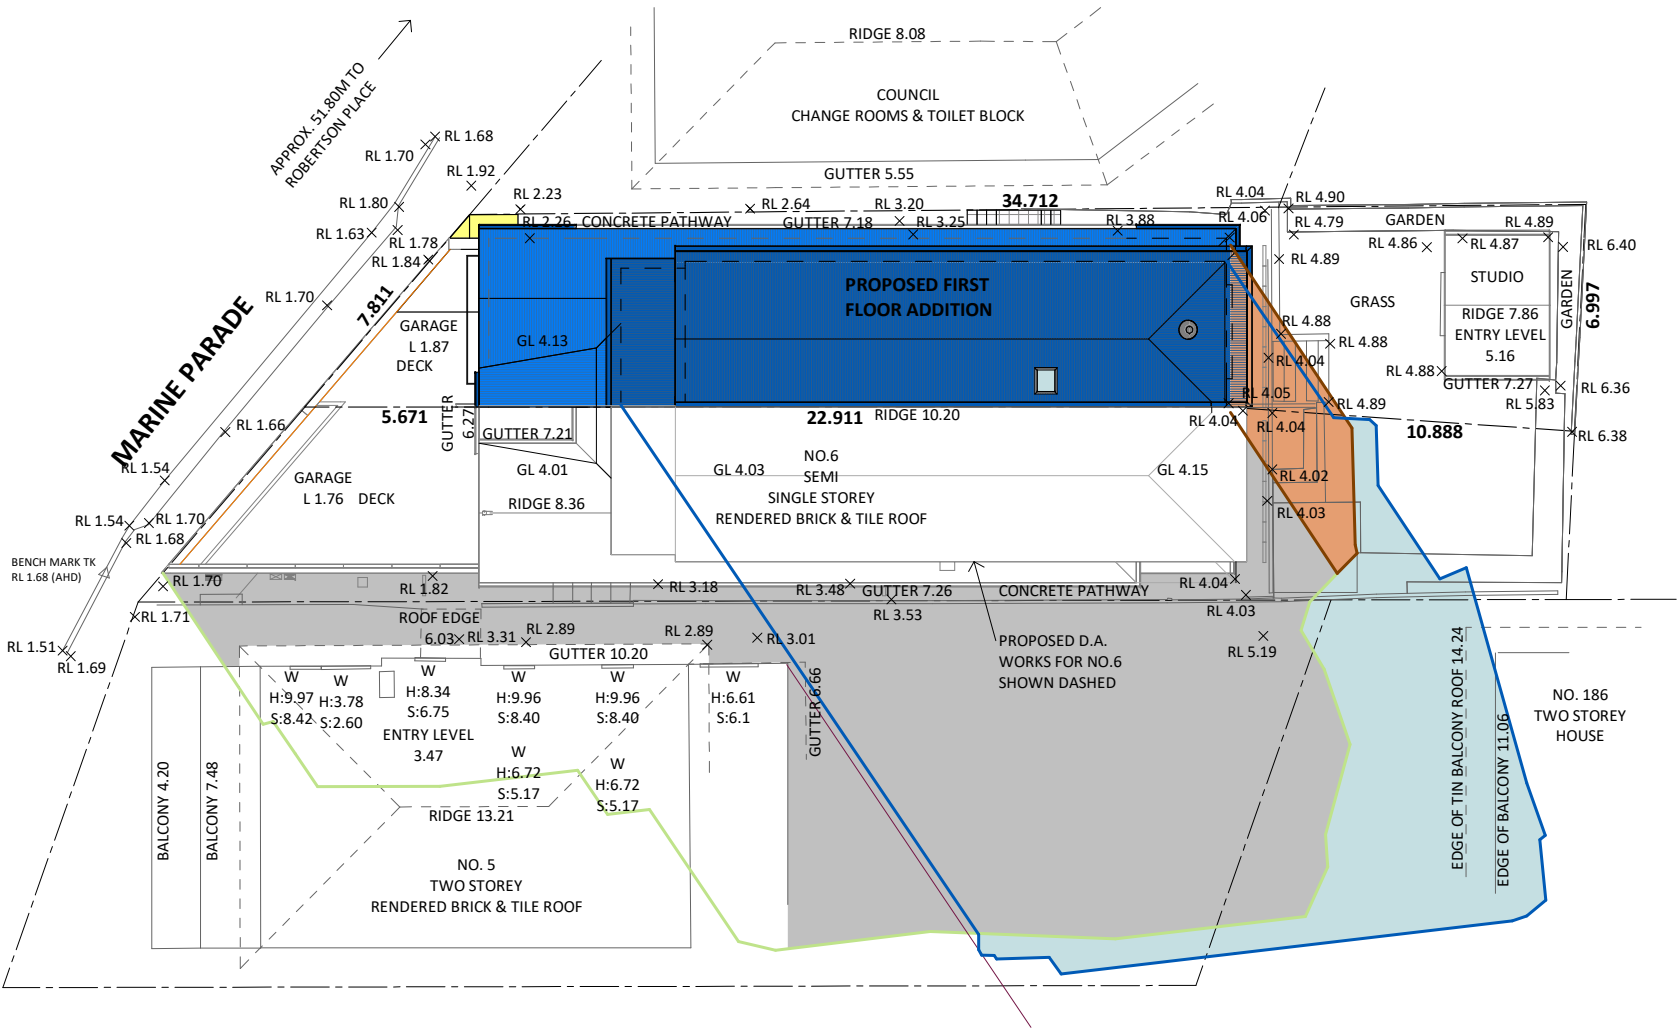 RIDGE 8.08
APPROX. 51.80M TO
ROBERTSON PLACE
COUNCIL
CHANGE ROOMS & TOILET BLOCK
RL 1.68
RL 1.70
GUTTER 5.55
RL 1.92
RL 2.23
RL 2.64
RL 3.20
34.712
RL 4.04
RL 4.90
RL 1.80
RL 2.26
CONCRETE PATHWAY
GUTTER 7.18
RL 3.25
RL 3.88
RL 4.06
RL 4.79
GARDEN
RL 4.89
RL 1.63
RL 1.78
RL 4.86
RL 4.87
RL 6.40
RL 1.84
RL 4.89
STUDIO
PROPOSED FIRST
FLOOR ADDITION
RL 1.70
7.811
GRASS
GARDEN
6.997
RIDGE 7.86
ENTRY LEVEL
5.16
GARAGE
L 1.87
DECK
GL 4.13
RL 4.88
RL 4.88
RL 4.04
RL 4.88
GUTTER 7.27
RL 6.36
RL 5.83
MARINE PARADE
RL 4.05
RL 4.89
5.671
GUTTER
6.27
22.911
RIDGE 10.20
RL 4.04
RL 4.04
10.888
RL 6.38
RL 1.66
GUTTER 7.21
NO.6
SEMI
SINGLE STOREY
RENDERED BRICK & TILE ROOF
RL 1.54
GL 4.01
GL 4.03
GL 4.15
RL 4.02
GARAGE
L 1.76
DECK
RIDGE 8.36
RL 4.03
RL 1.54
RL 1.70
RL 1.68
BENCH MARK TK
RL 1.68 (AHD)
RL 1.70
RL 1.82
RL 3.18
RL 3.48
GUTTER 7.26
CONCRETE PATHWAY
RL 4.04
RL 4.03
RL 1.71
ROOF EDGE
6.03
RL 3.31
RL 2.89
RL 2.89
RL 3.01
RL 3.53
RL 5.19
RL 1.51
RL 1.69
GUTTER 10.20
PROPOSED D.A.
WORKS FOR NO.6
SHOWN DASHED
W
H:9.97
S:8.42
W
H:3.78
S:2.60
W
H:8.34
S:6.75
W
H:9.96
S:8.40
W
H:9.96
S:8.40
W
H:6.61
S:6.1
GUTTER 6.66
ENTRY LEVEL
3.47
W
H:6.72
S:5.17
W
H:6.72
S:5.17
EDGE OF TIN BALCONY ROOF 14.24
EDGE OF BALCONY 11.06
NO. 186
TWO STOREY
HOUSE
BALCONY 4.20
BALCONY 7.48
RIDGE 13.21
NO. 5
TWO STOREY
RENDERED BRICK & TILE ROOF